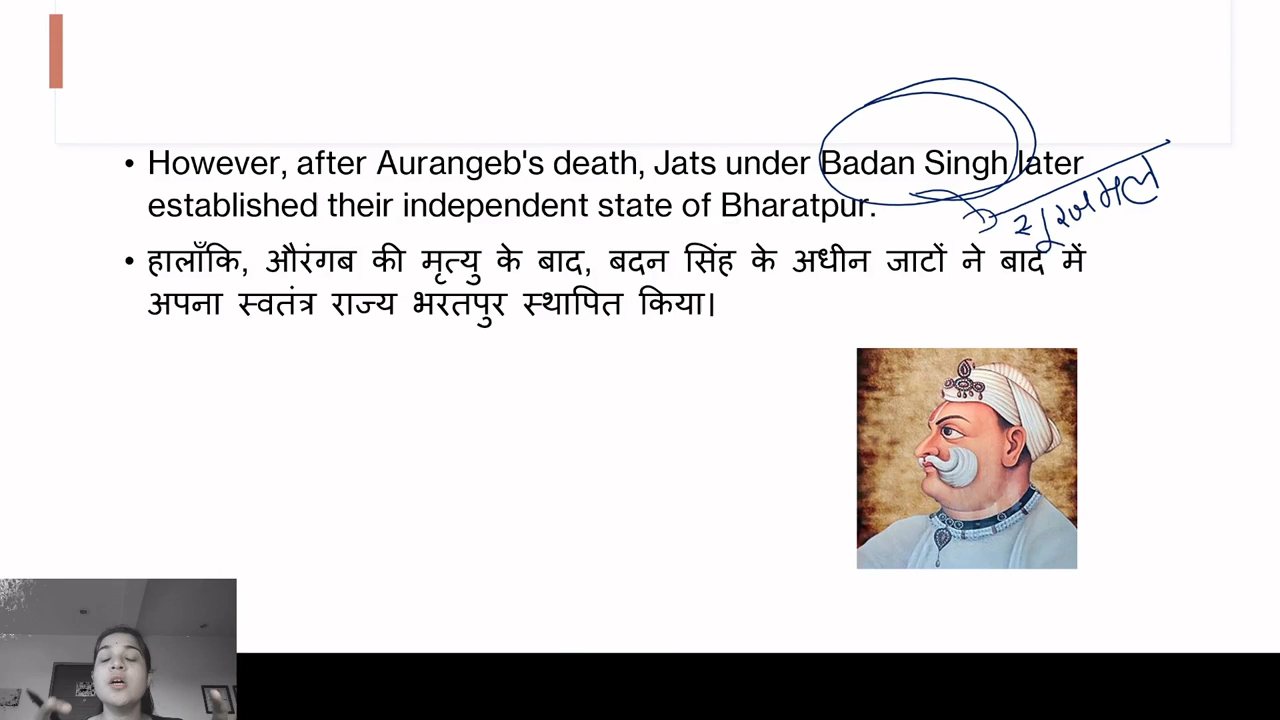 • However, after Aurangeb's death, Jats under Badan Singh later
established their independent state of Bharatpur.
सूरजमल
• हालाँकि, औरंगब की मृत्यु के बाद, बदन सिंह के अधीन जाटों ने बाद में
अपना स्वतंत्र राज्य भरतपुर स्थापित किया।